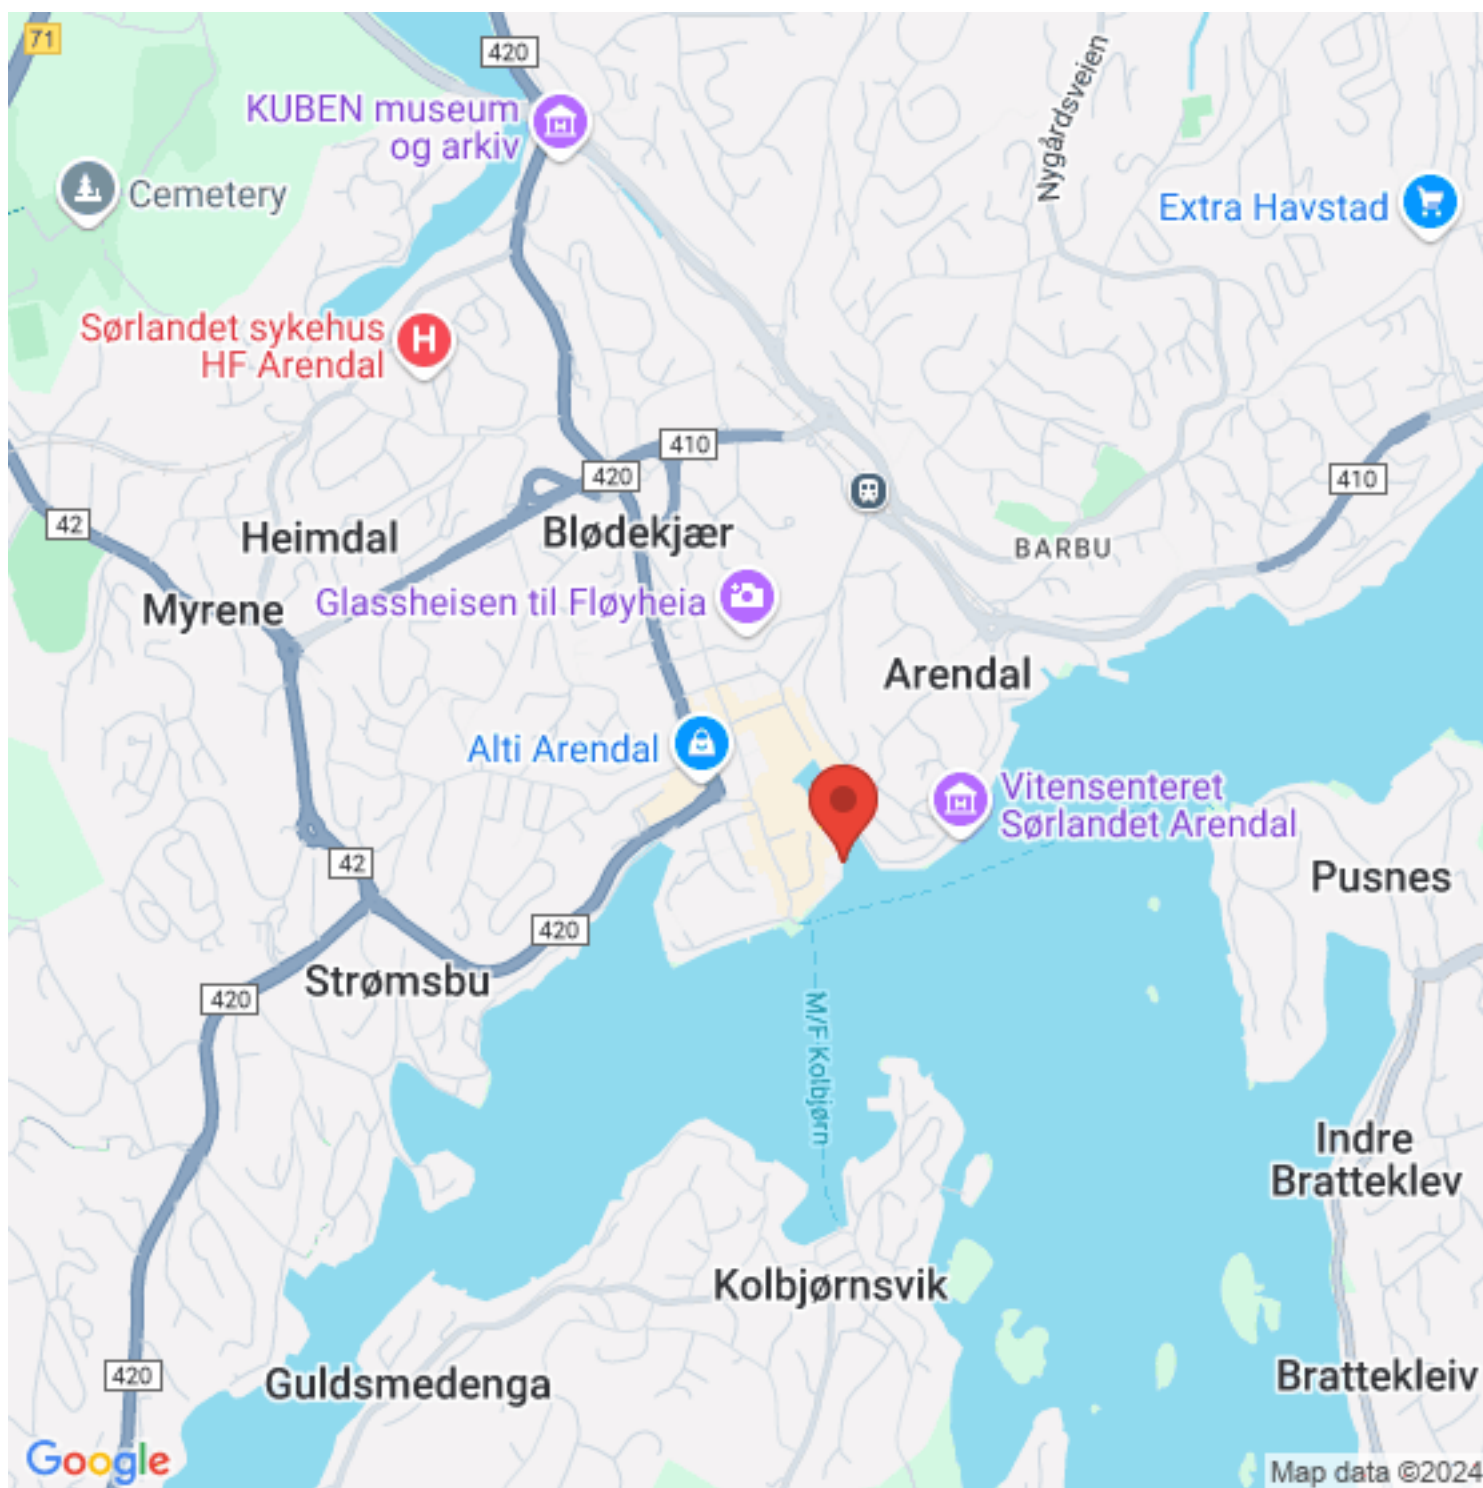 71
420
KUBEN museum
og arkiv
Nygårdsveien
Cemetery
Extra Havstad
Sørlandet sykehus
HF Arendal
H
410
420
410
42
Heimdal
Blødekjær
BARBU
Myrene
Glassheisen til Fløyheia
Arendal
Alti Arendal
Vitensenteret
Sørlandet Arendal
42
Pusnes
420
Strømsbu
420
M/F Kolbjørn
Indre
Bratteklev
Kolbjørnsvik
420
Guldsmedenga
Brattekleiv
Google
Map data ©2024